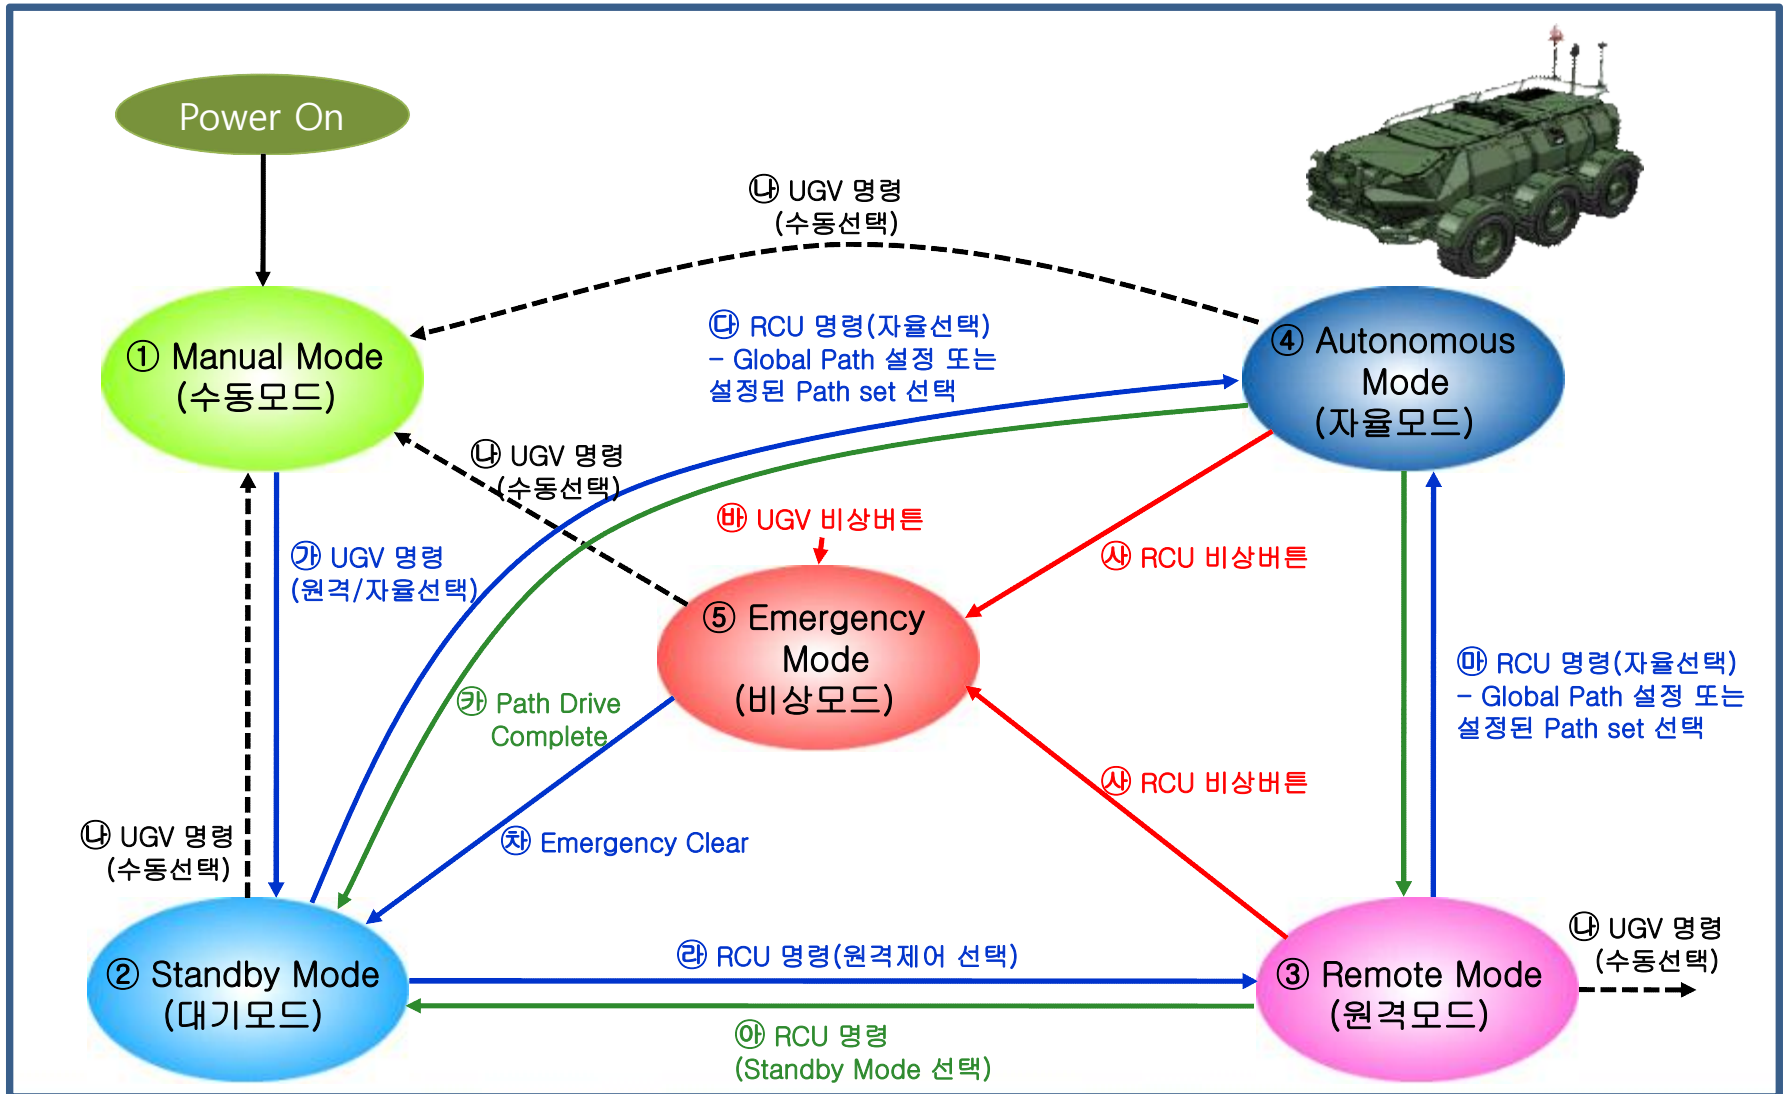 Power On
㉯ UGV 명령
(수동선택)
㉰ RCU 명령(자율선택)
- Global Path 설정 또는
설정된 Path set 선택
④ Autonomous
Mode
(자율모드)
① Manual Mode
(수동모드)
㉯ UGV 명령
(수동선택)
㉳ UGV 비상버튼
㉮ UGV 명령
(원격/자율선택)
㉴ RCU 비상버튼
⑤ Emergency
Mode
(비상모드)
㉲ RCU 명령(자율선택)
- Global Path 설정 또는
설정된 Path set 선택
㉸ Path Drive
Complete
㉴ RCU 비상버튼
㉯ UGV 명령
(수동선택)
㉷ Emergency Clear
㉱ RCU 명령(원격제어 선택)
㉯ UGV 명령
(수동선택)
② Standby Mode
(대기모드)
③ Remote Mode
(원격모드)
㉵ RCU 명령
(Standby Mode 선택)